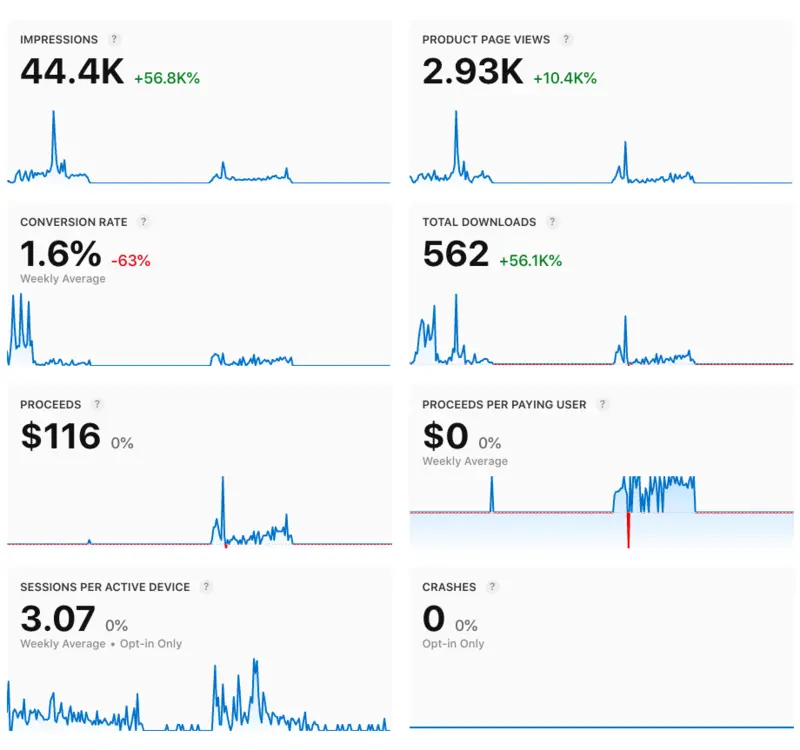 IMPRESSIONS ?
44.4K +56.8K%
PRODUCT PAGE VIEWS ?
2.93K +10.4K%
CONVERSION RATE ?
1.6% -63%
Weekly Average
TOTAL DOWNLOADS ?
562 +56.1K%
PROCEEDS ?
$116 0%
PROCEEDS PER PAYING USER ?
$0 0%
Weekly Average
SESSIONS PER ACTIVE DEVICE ?
3.07 0%
Weekly Average • Opt-in Only
CRASHES ?
0 0%
Opt-in Only